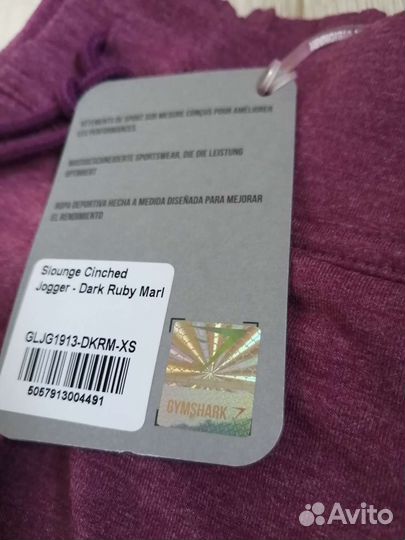 VÊTEMENTS DE SPORT SUR MESURE CONÇUS POUR AMÉLIORER
LES PERFORMANCES.
MAßGESCHNEIDERTE SPORTSWEAR, DIE DIE LEISTUNG
OPTIMIERT
ROPA DEPORTIVA HECHA A MEDIDA DISEÑADA PARA MEJORAR
EL RENDIMIENTO
Slounge Cinched
Jogger - Dark Ruby Marl
GLJG1913-DKRM-XS
5057913004491
GYMSHARK
Avito